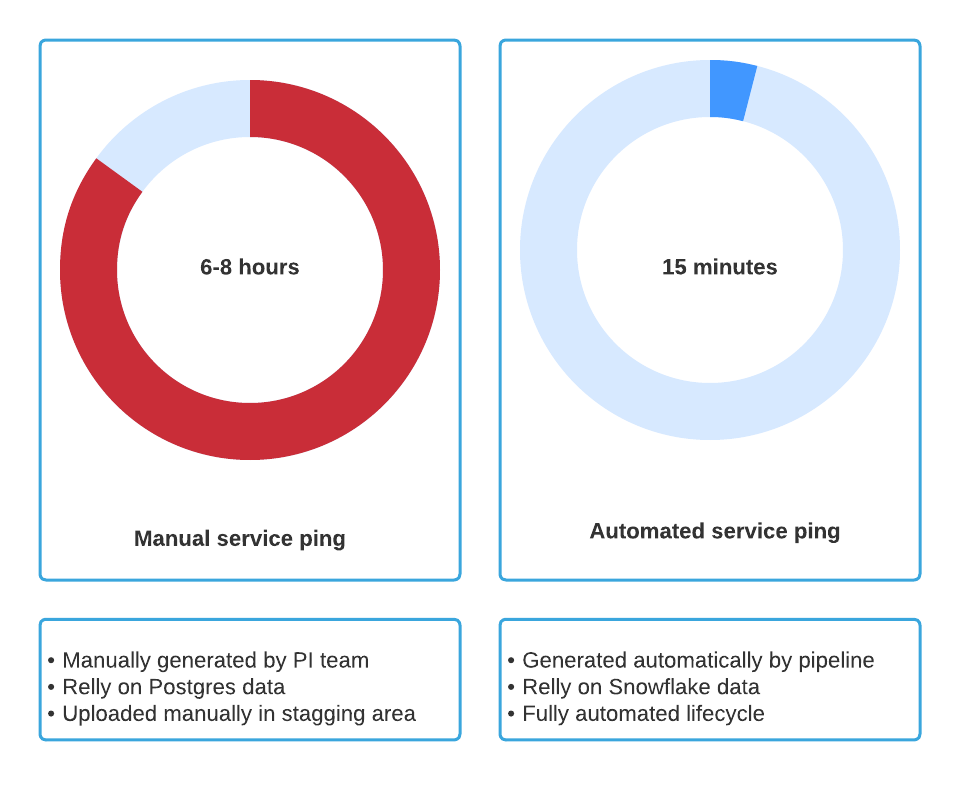 6-8 hours
Manual service ping
• Manually generated by PI team
• Relly on Postgres data
• Uploaded manually in stagging area
15 minutes
Automated service ping
• Generated automatically by pipeline
• Relly on Snowflake data
• Fully automated lifecycle